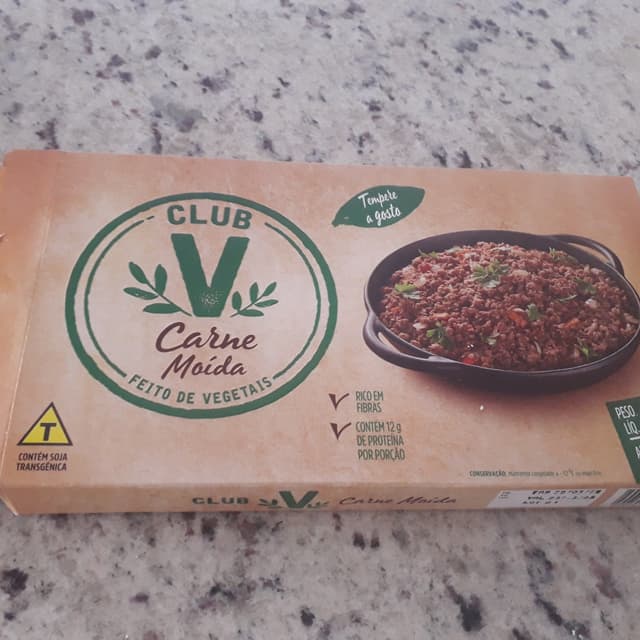 CLUB
V
Carne
Moída
FEITO DE VEGETAIS
Tempere
a gosto
RICO EM
FIBRAS
CONTÉM 12 g
DE PROTEÍNA
POR PORÇÃO
T
CONTÉM SOJA
TRANSGÊNICA
PESO
LÍQ
CONSERVAÇÃO:
CLUB V Carne Moída